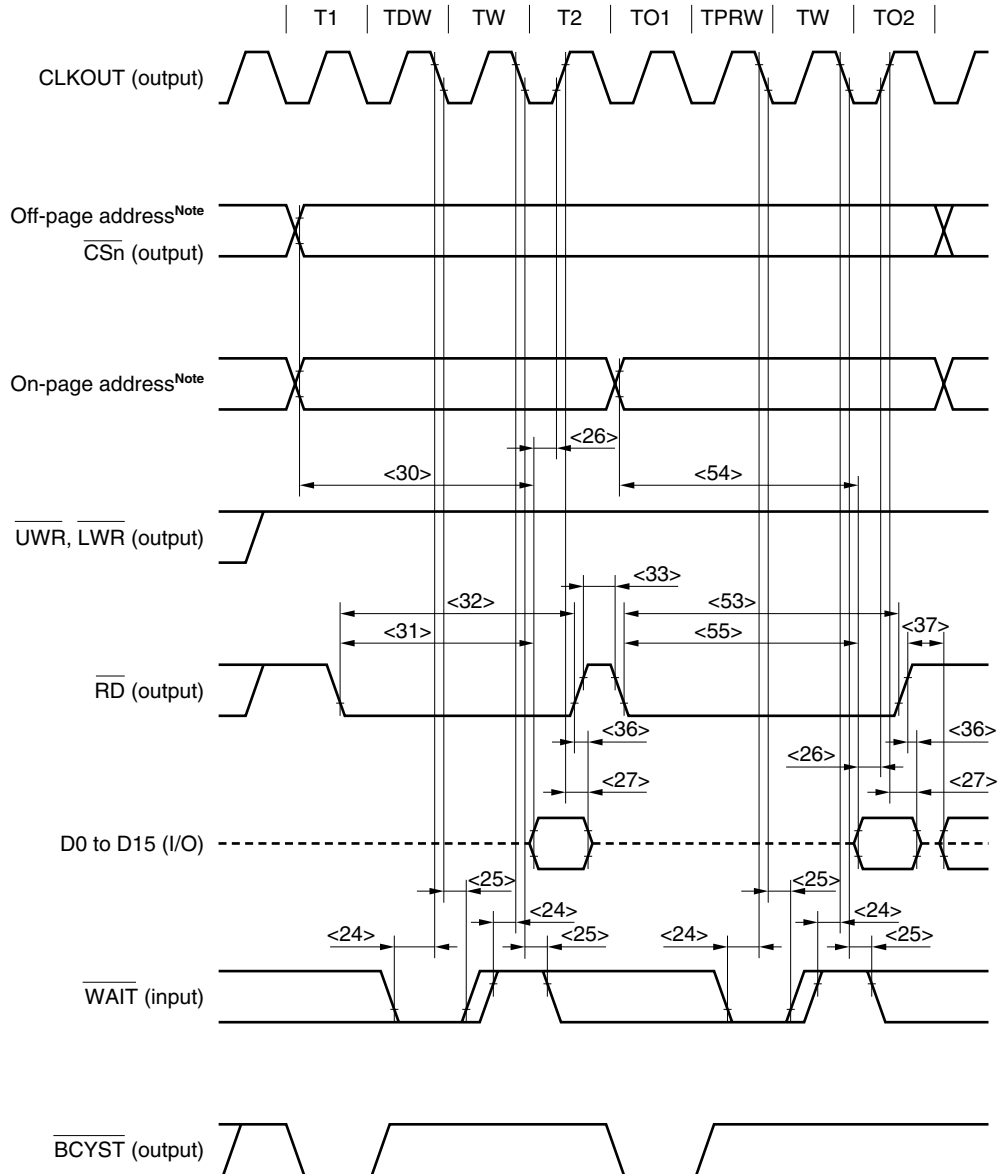 T1 TDW TW T2 TO1 TPRW TW TO2
CLKOUT (output)
Off-page address^Note
CSn (output)
On-page address^Note
<26>
<30> <54>
UWR, LWR (output)
<33>
<32> <53>
<31> <55> <37>
RD (output)
<36> <36>
<26>
<27> <27>
D0 to D15 (I/O)
<25> <25>
<24> <24>
<24> <25> <24> <25>
WAIT (input)
BCYST (output)